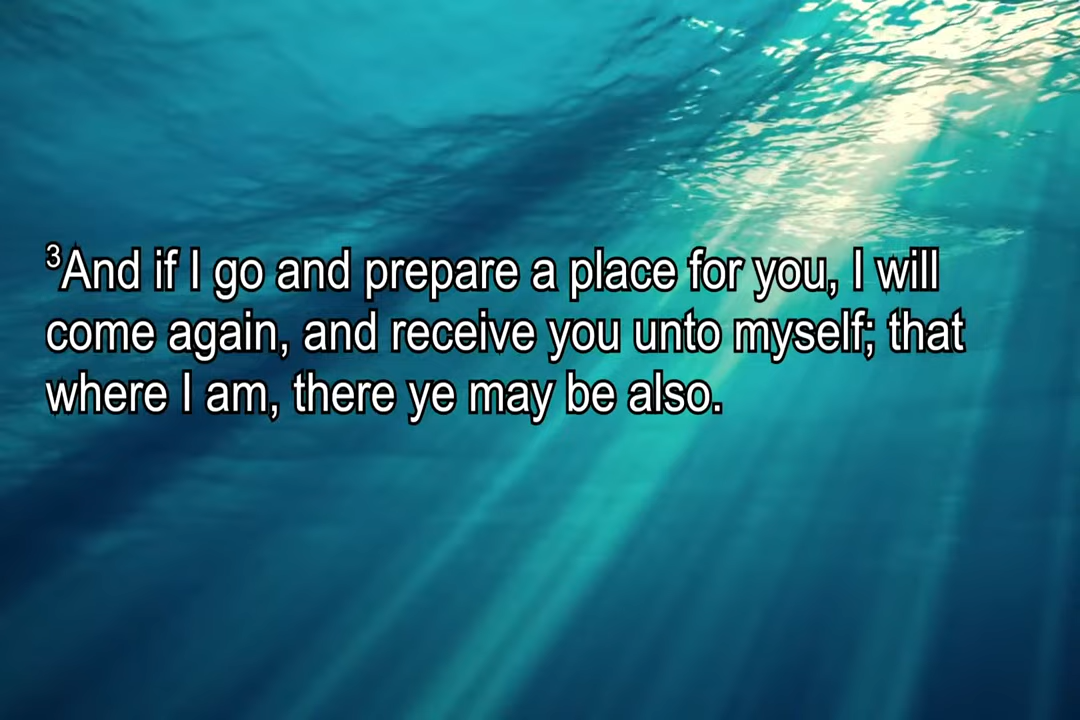 ³And if I go and prepare a place for you, I will
come again, and receive you unto myself; that
where I am, there ye may be also.